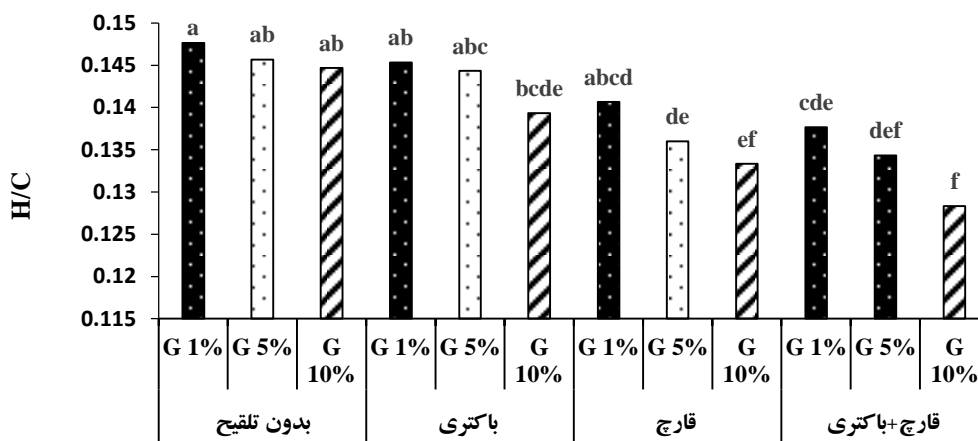 H/C
0.15
0.145
0.14
0.135
0.13
0.125
0.12
0.115
a
ab
ab
ab
abc
bcde
abcd
de
ef
cde
def
f
G 1%
G 5%
G
10%
G 1%
G 5%
G
10%
G 1%
G 5%
G
10%
G 1%
G 5%
G
10%
بدون تلقیح
باکتری
قارچ
قارچ+باکتری